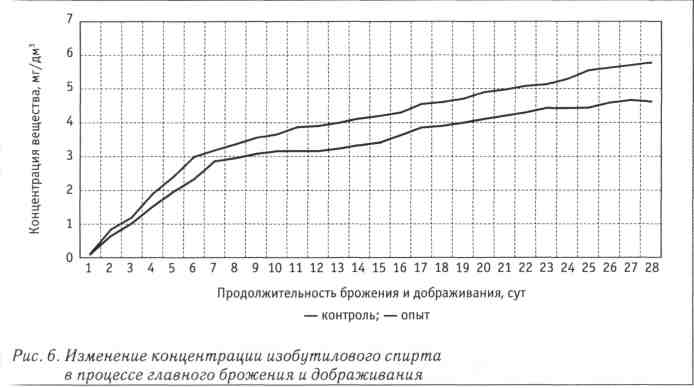 7
6
5
4
3
2
1
0
Концентрация вещества, мг/дм³
1 2 3 4 5 6 7 8 9 10 11 12 13 14 15 16 17 18 19 20 21 22 23 24 25 26 27 28
Продолжительность брожения и дображивания, сут
— контроль; — опыт
Рис. 6. Изменение концентрации изобутилового спирта
в процессе главного брожения и дображивания